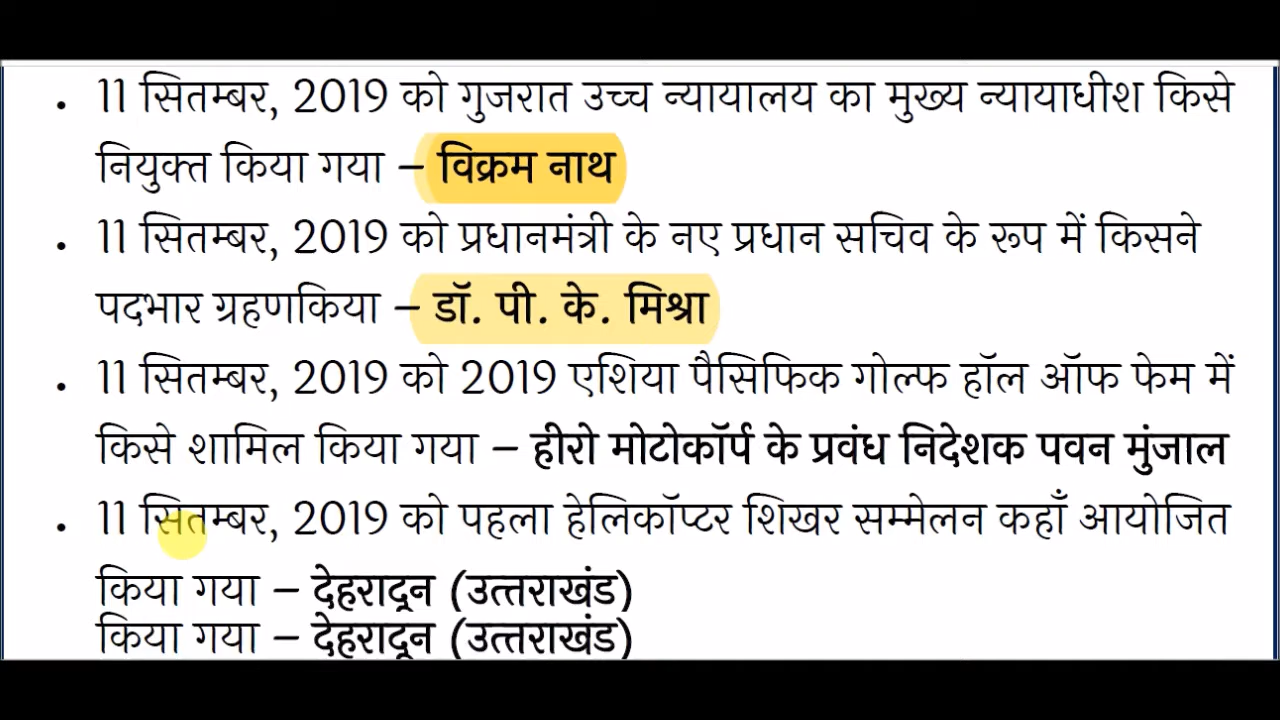 • 11 सितम्बर, 2019 को गुजरात उच्च न्यायालय का मुख्य न्यायाधीश किसे
नियुक्त किया गया – विक्रम नाथ
• 11 सितम्बर, 2019 को प्रधानमंत्री के नए प्रधान सचिव के रूप में किसने
पदभार ग्रहणकिया – डॉ. पी. के. मिश्रा
• 11 सितम्बर, 2019 को 2019 एशिया पैसिफिक गोल्फ हॉल ऑफ फेम में
किसे शामिल किया गया – हीरो मोटोकॉर्प के प्रवंध निदेशक पवन मुंजाल
• 11 सितम्बर, 2019 को पहला हेलिकॉप्टर शिखर सम्मेलन कहाँ आयोजित
किया गया – देहरादून (उत्तराखंड)
किया गया – देहरादून (उत्तराखंड)